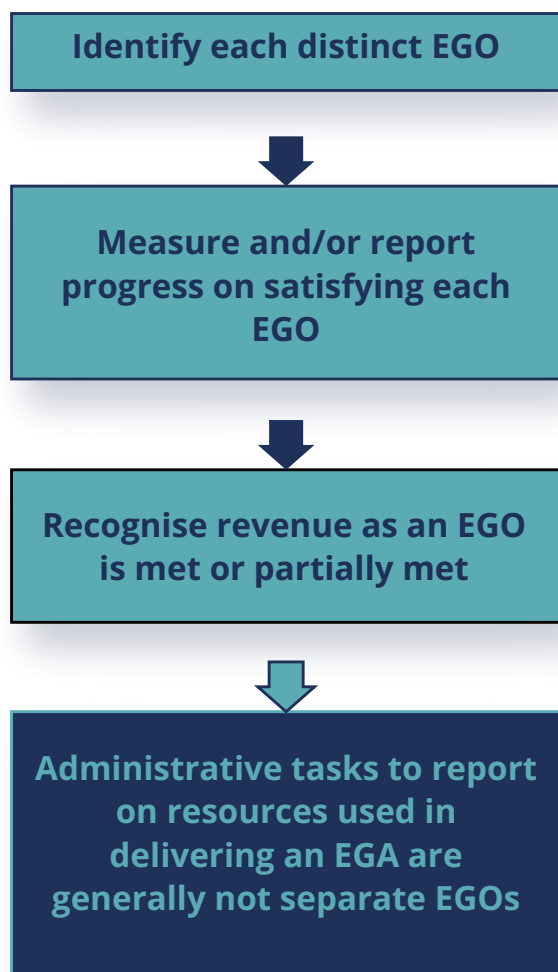 Identify each distinct EGO
Measure and/or report
progress on satisfying each
EGO
Recognise revenue as an EGO
is met or partially met
Administrative tasks to report
on resources used in
delivering an EGA are
generally not separate EGOs